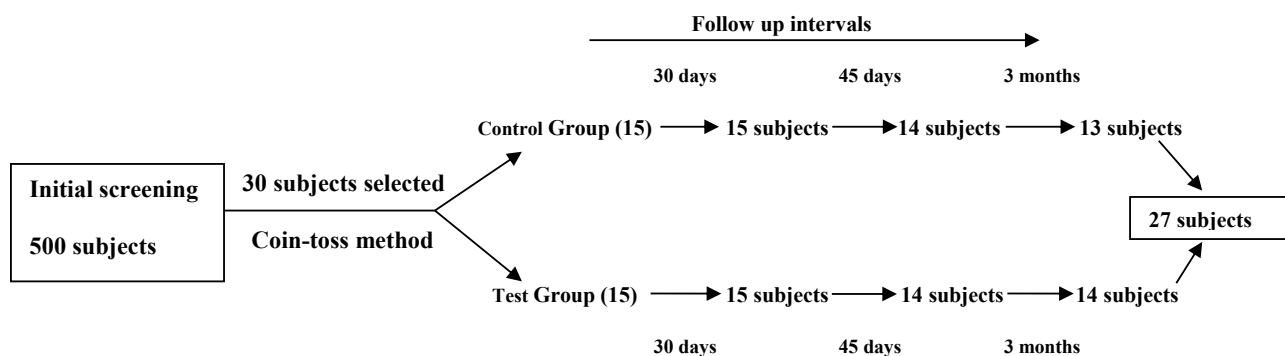 Follow up intervals
30 days 45 days 3 months
Control Group (15) 15 subjects 14 subjects 13 subjects
Initial screening
500 subjects
30 subjects selected
Coin-toss method
27 subjects
Test Group (15) 15 subjects 14 subjects 14 subjects
30 days 45 days 3 months